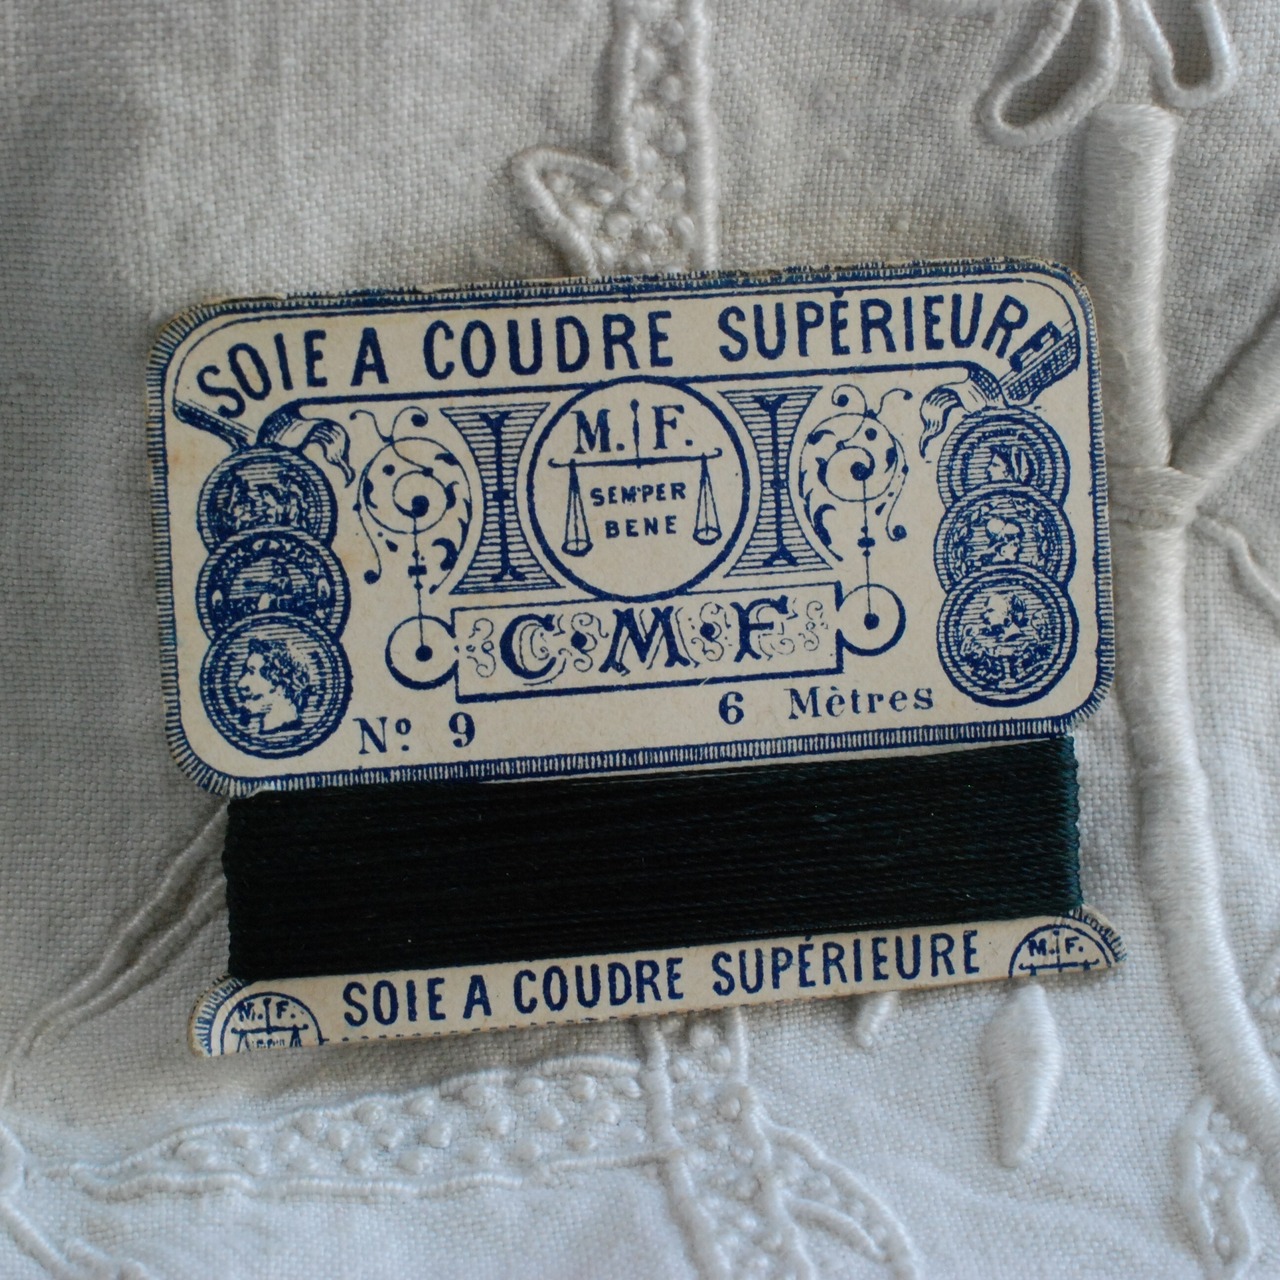 SOIE A COUDRE SUPÉRIEURE
M. F.
SEMPER
BENE
C·M·F
Nº 9 6 Mètres
SOIE A COUDRE SUPÉRIEURE
M. F.
M. F.